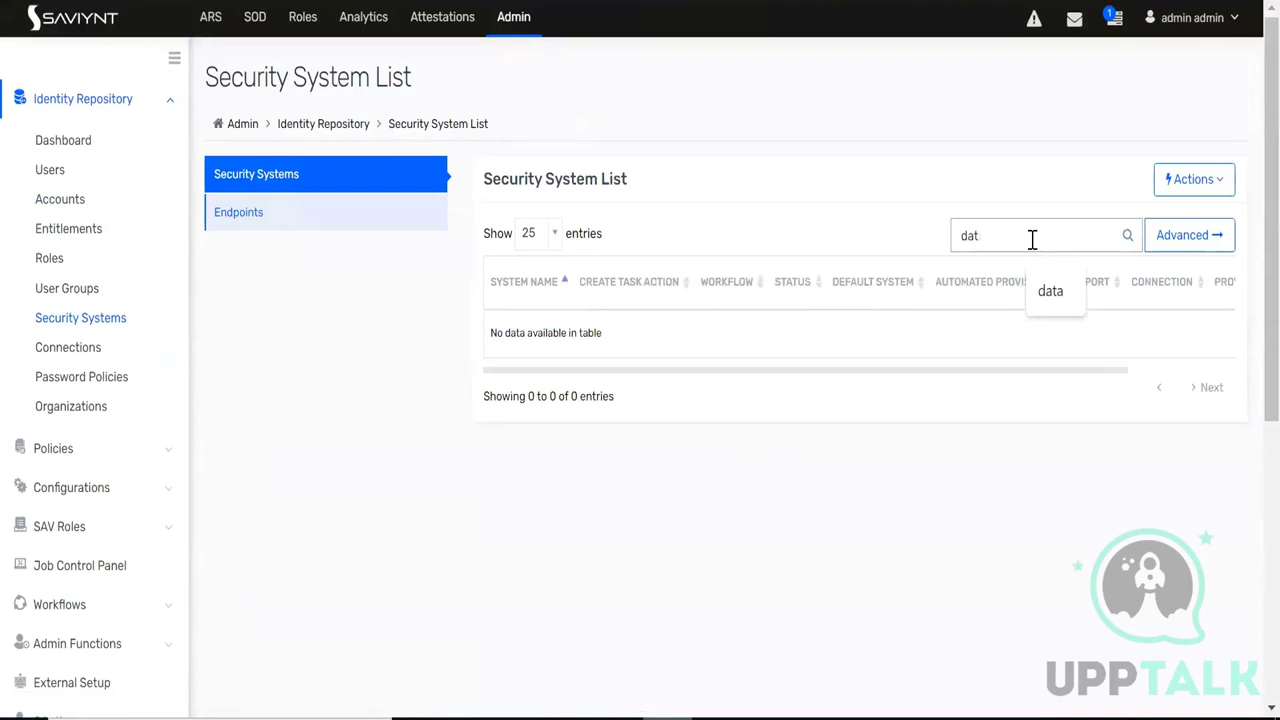 SAVIYNT
ARS SOD Roles Analytics Attestations Admin
1
admin admin
Security System List
Identity Repository
Admin > Identity Repository > Security System List
Dashboard
Users
Accounts
Entitlements
Roles
User Groups
Security Systems
Connections
Password Policies
Organizations
Policies
Configurations
SAV Roles
Job Control Panel
Workflows
Admin Functions
External Setup
Security Systems
Endpoints
Security System List
Actions
Show 25 entries
dat
Advanced
data
SYSTEM NAME CREATE TASK ACTION WORKFLOW STATUS DEFAULT SYSTEM AUTOMATED PROVI PORT CONNECTION PRO
No data available in table
Showing 0 to 0 of 0 entries
< > Next
UPPTALK